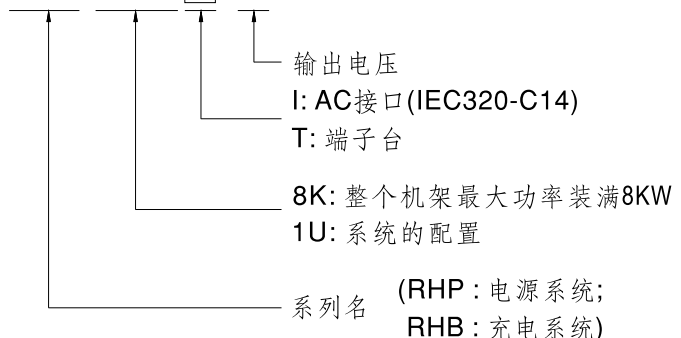 输出电压
I: AC接口(IEC320-C14)
T: 端子台
8K: 整个机架最大功率装满8KW
1U: 系统的配置
系列名 (RHP : 电源系统;
RHB : 充电系统)